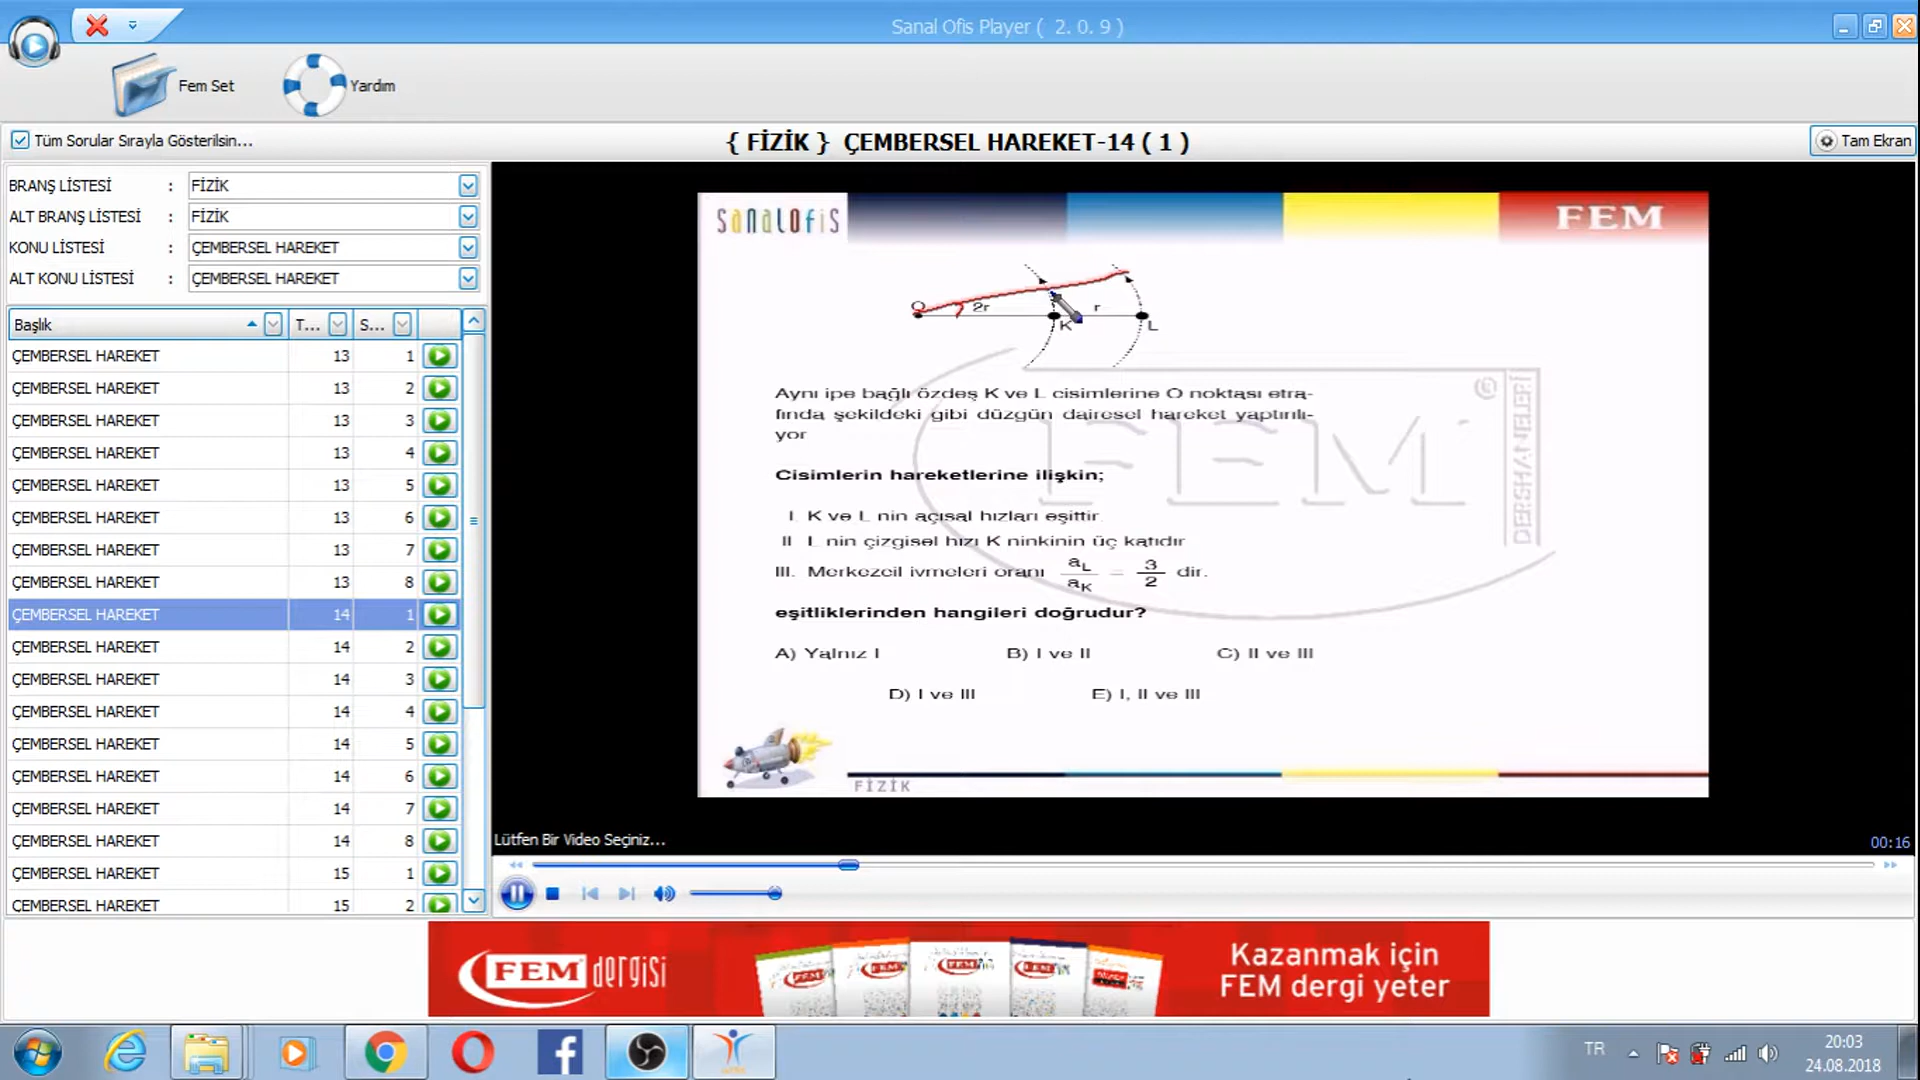 Sanal Ofis Player ( 2. 0. 9 )
Fem Set
Yardım
Tüm Sorular Sırayla Gösterilsin...
{ FİZİK } ÇEMBERSEL HAREKET-14 ( 1 )
Tam Ekran
BRANŞ LİSTESİ : FİZİK
ALT BRANŞ LİSTESİ : FİZİK
KONU LİSTESİ : ÇEMBERSEL HAREKET
ALT KONU LİSTESİ : ÇEMBERSEL HAREKET
Başlık T... S...
ÇEMBERSEL HAREKET 13 1
ÇEMBERSEL HAREKET 13 2
ÇEMBERSEL HAREKET 13 3
ÇEMBERSEL HAREKET 13 4
ÇEMBERSEL HAREKET 13 5
ÇEMBERSEL HAREKET 13 6
ÇEMBERSEL HAREKET 13 7
ÇEMBERSEL HAREKET 13 8
ÇEMBERSEL HAREKET 14 1
ÇEMBERSEL HAREKET 14 2
ÇEMBERSEL HAREKET 14 3
ÇEMBERSEL HAREKET 14 4
ÇEMBERSEL HAREKET 14 5
ÇEMBERSEL HAREKET 14 6
ÇEMBERSEL HAREKET 14 7
ÇEMBERSEL HAREKET 14 8
ÇEMBERSEL HAREKET 15 1
ÇEMBERSEL HAREKET 15 2
sanalofis
FEM
O 2r K r L
Aynı ipe bağlı özdeş K ve L cisimlerine O noktası etra-
fında şekildeki gibi düzgün dairesel hareket yaptırılı-
yor
Cisimlerin hareketlerine ilişkin;
I K ve L nin açısal hızları eşittir
II L nin çizgisel hızı K ninkinin üç katıdır
III. Merkezcil ivmeleri oranı aL/aK = 3/2 dir.
eşitliklerinden hangileri doğrudur?
A) Yalnız I B) I ve II C) II ve III
D) I ve III E) I, II ve III
FEM
®
DERSHANELERİ
FİZİK
Lütfen Bir Video Seçiniz...
00:16
FEM dergisi
Kazanmak için
FEM dergi yeter
TR
20:03
24.08.2018